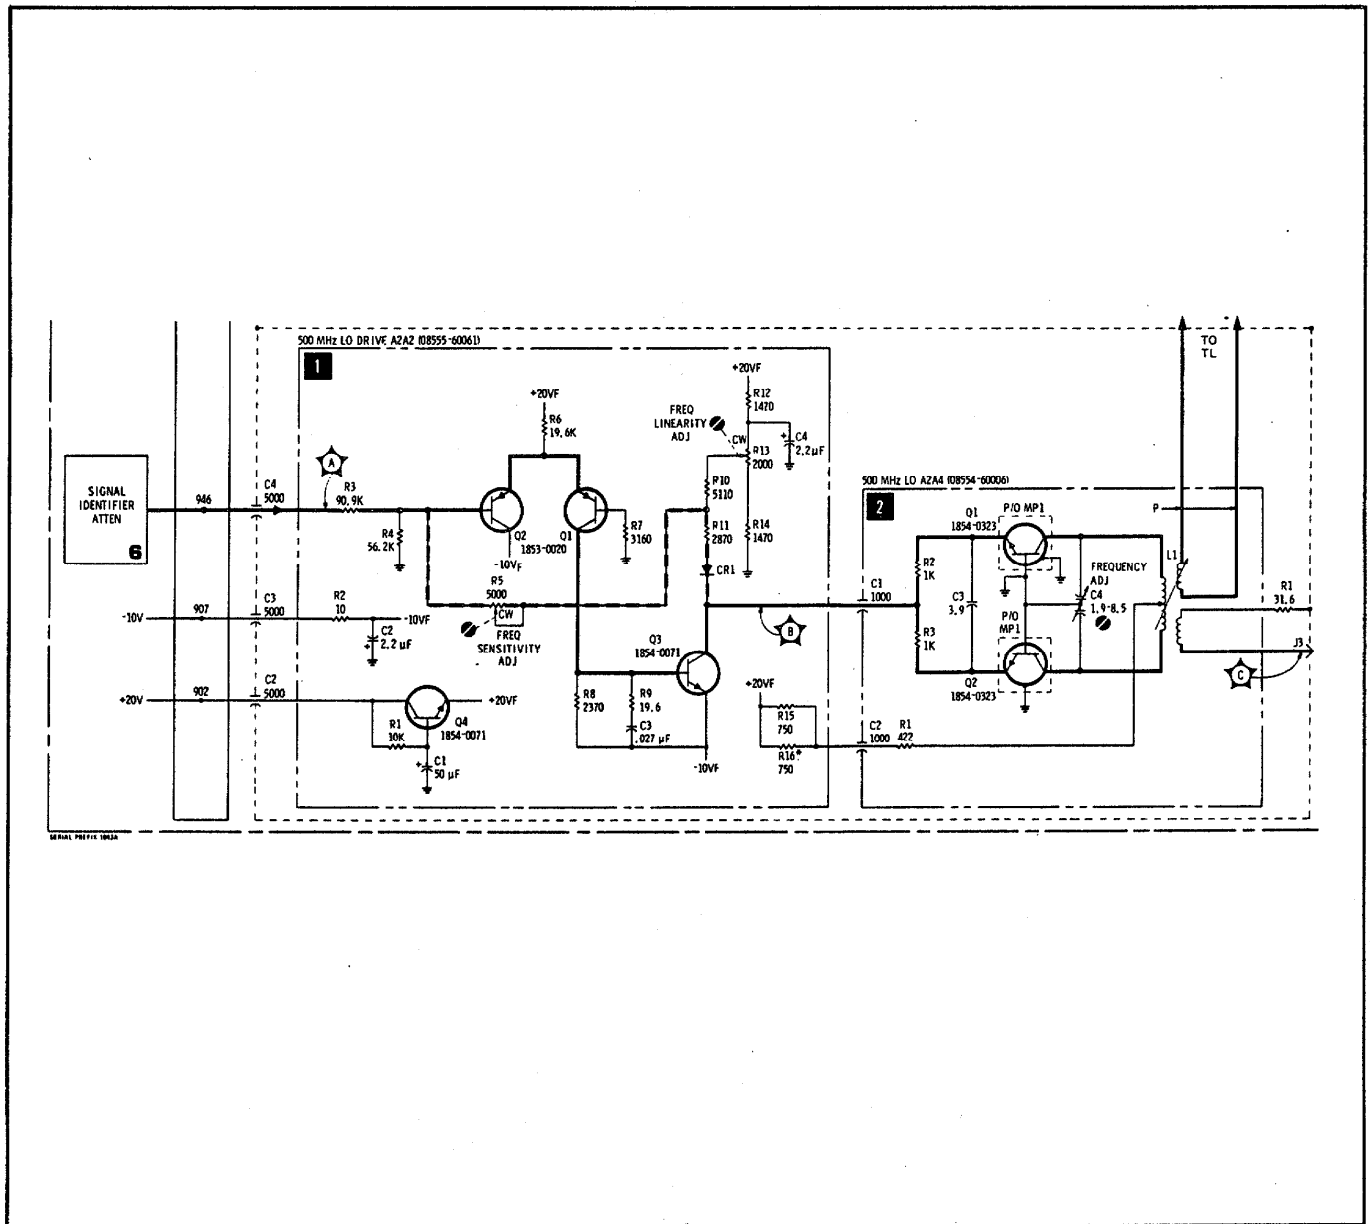 500 MHz LO DRIVE A2A2 (08555-60061)
1
SIGNAL
IDENTIFIER
ATTEN
6
946
C4
5000
A
R3
90.9K
R4
56.2K
+20VF
R6
19.6K
Q2
1853-0020
Q1
-10VF
R7
3160
FREQ
LINEARITY
ADJ
CW
+20VF
R12
1470
C4
2.2µF
R13
2000
R10
5110
R11
2870
R14
1470
CR1
R5
5000
CW
FREQ
SENSITIVITY
ADJ
-10V
907
C3
5000
R2
10
-10VF
C2
2.2 µF
+20V
902
C2
5000
+20VF
R1
10K
Q4
1854-0071
C1
50 µF
Q3
1854-0071
R8
2370
R9
19.6
C3
.027 µF
-10VF
B
+20VF
R15
750
R16*
750
500 MHz LO A2A4 (08554-60006)
2
C1
1000
R2
1K
R3
1K
C3
3.9
Q1
1854-0323
P/O MP1
P/O
MP1
Q2
1854-0323
FREQUENCY
ADJ
C4
1.9-8.5
C2
1000
R1
422
P
L1
TO
TL
R1
31.6
J3
C
SERIAL PREFIX